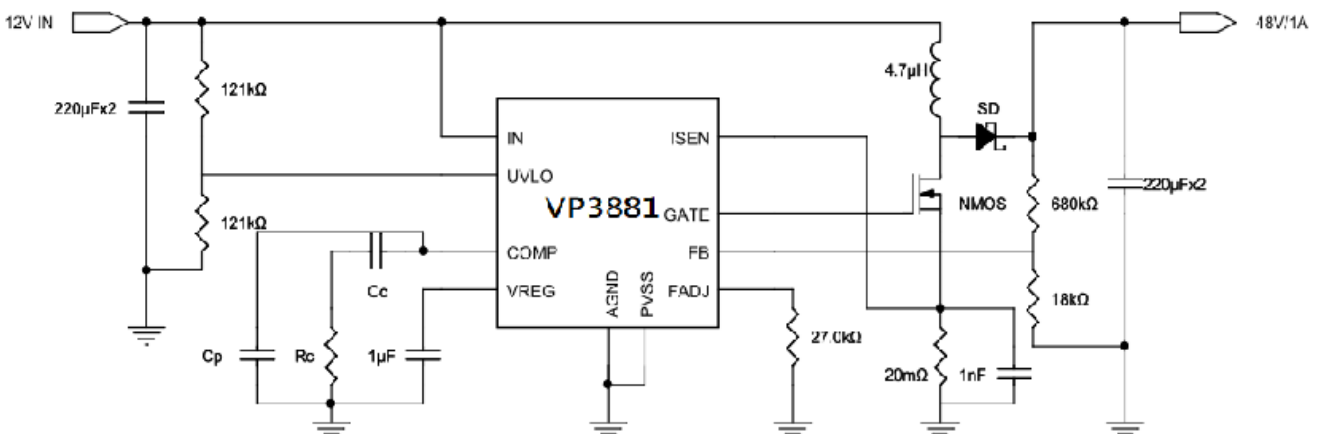 12V IN
48V/1A
4.7μH
121kΩ
220μFx2
SD
IN
ISEN
UVLO
VP3881
GATE
NMOS
680kΩ
220μFx2
121kΩ
COMP
FB
Cc
VREG
AGND
PVSS
FADJ
18kΩ
27.0kΩ
Cp
Rc
1μF
20mΩ
1nF